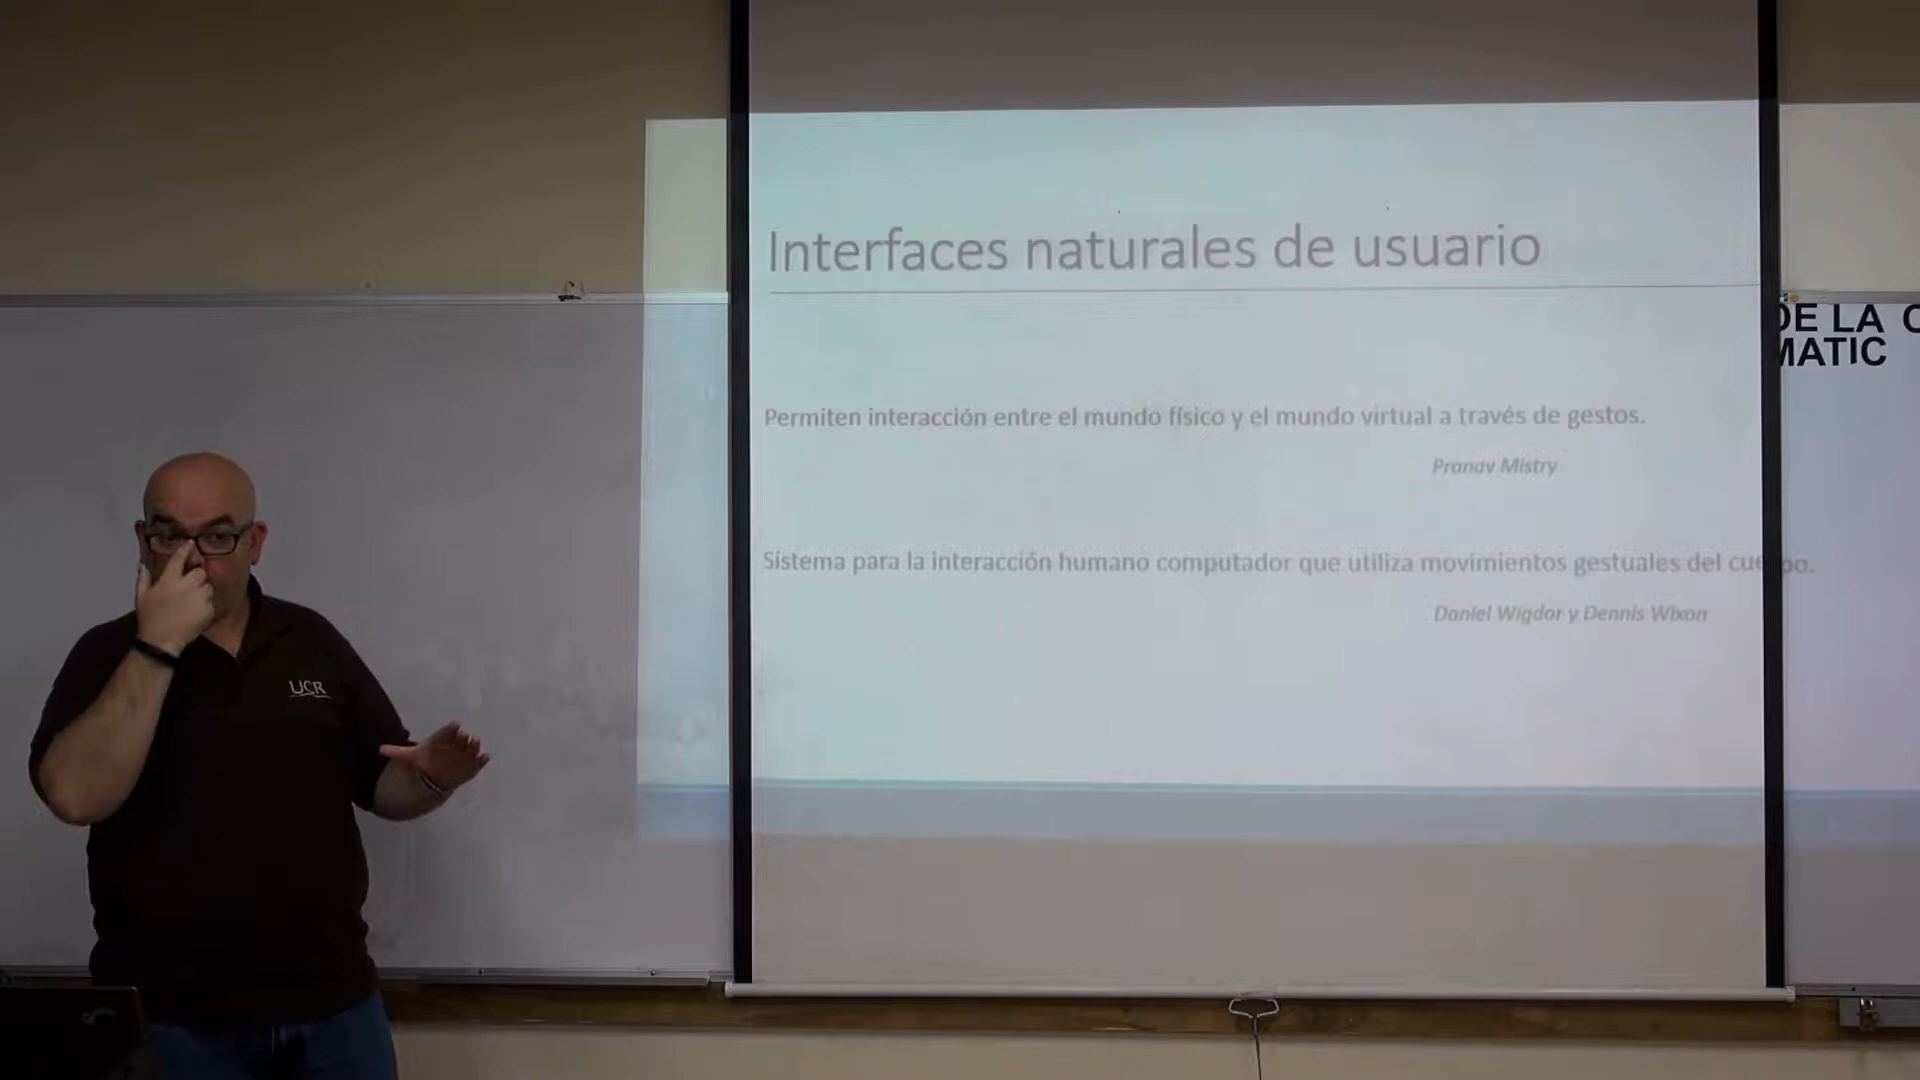 Interfaces naturales de usuario
DE LA C
MATIC
Permiten interacción entre el mundo físico y el mundo virtual a través de gestos.
Pranav Mistry
Sistema para la interacción humano computador que utiliza movimientos gestuales del cuerpo.
Daniel Wigdor y Dennis Wixon
UCR